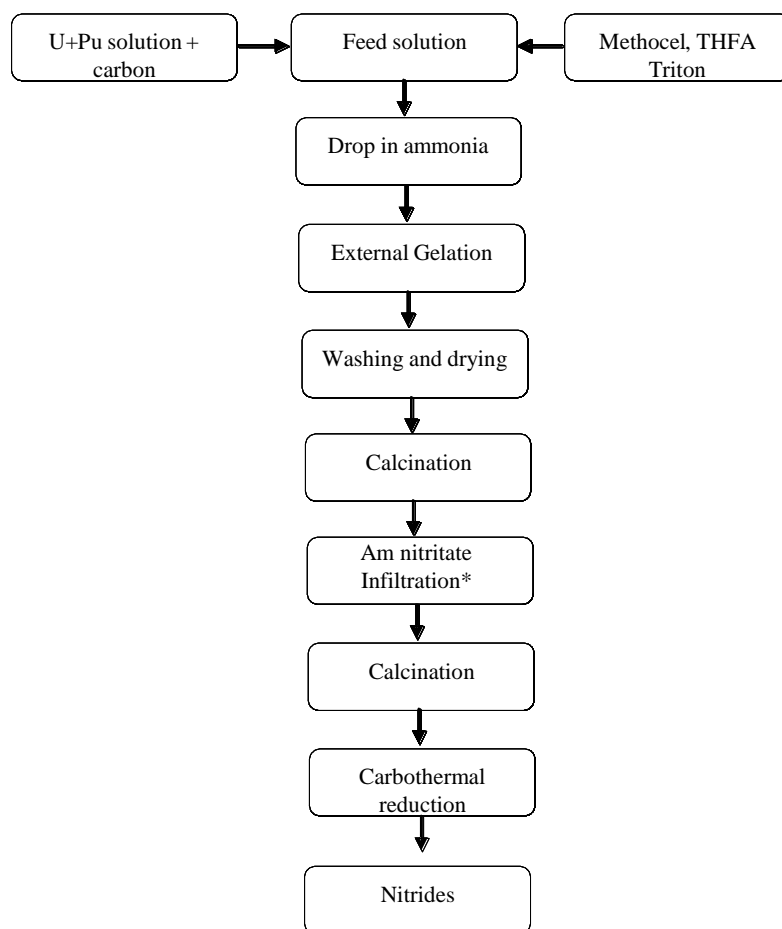 U+Pu solution +
carbon
Feed solution
Methocel, THFA
Triton
Drop in ammonia
External Gelation
Washing and drying
Calcination
Am nitritate
Infiltration*
Calcination
Carbothermal
reduction
Nitrides